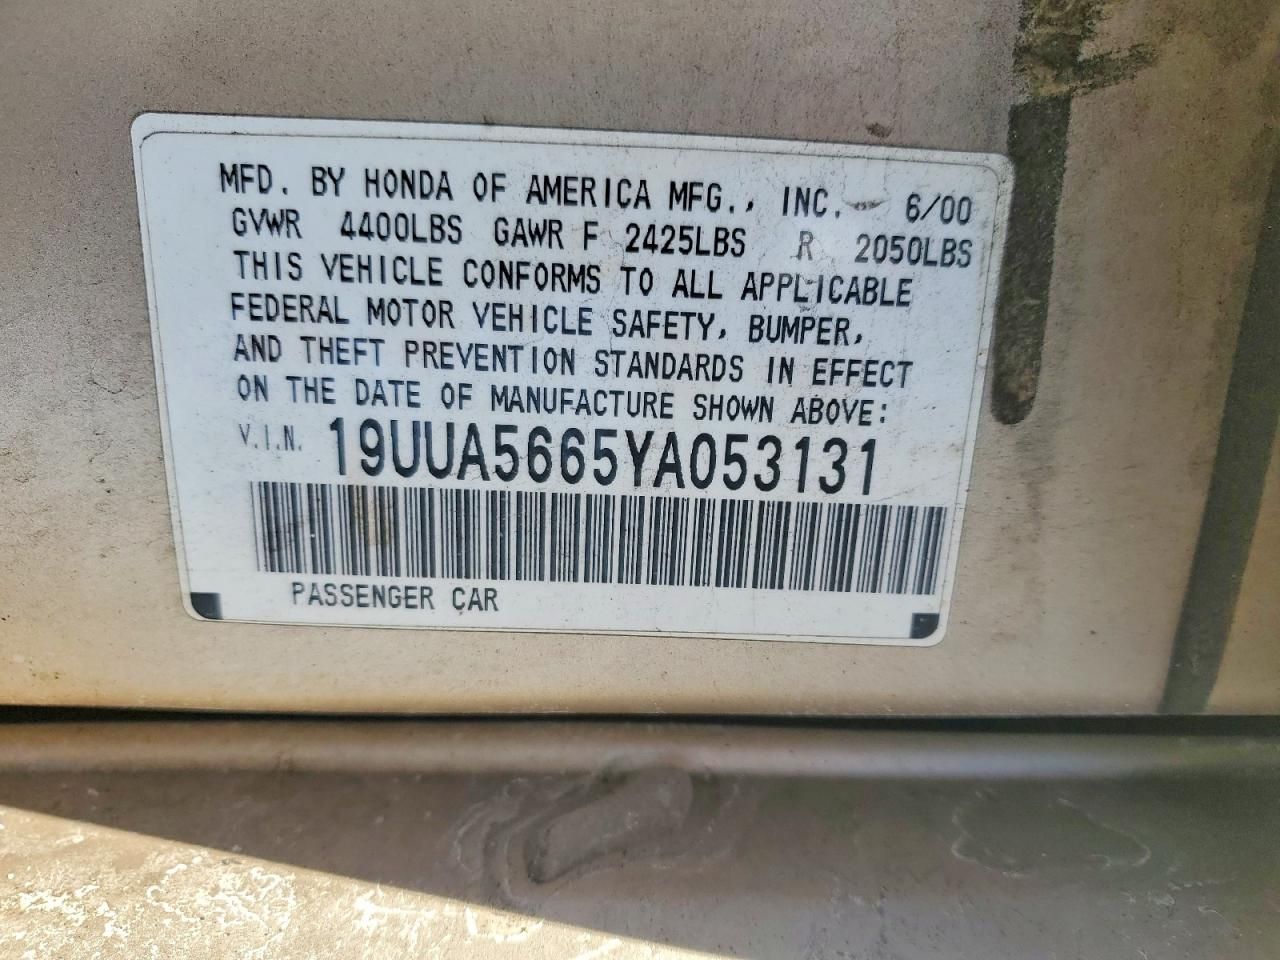 MFD. BY HONDA OF AMERICA MFG., INC. 6/00
GVWR 4400LBS GAWR F 2425LBS R 2050LBS
THIS VEHICLE CONFORMS TO ALL APPLICABLE
FEDERAL MOTOR VEHICLE SAFETY, BUMPER,
AND THEFT PREVENTION STANDARDS IN EFFECT
ON THE DATE OF MANUFACTURE SHOWN ABOVE:
V.I.N. 19UUA5665YA053131
PASSENGER CAR